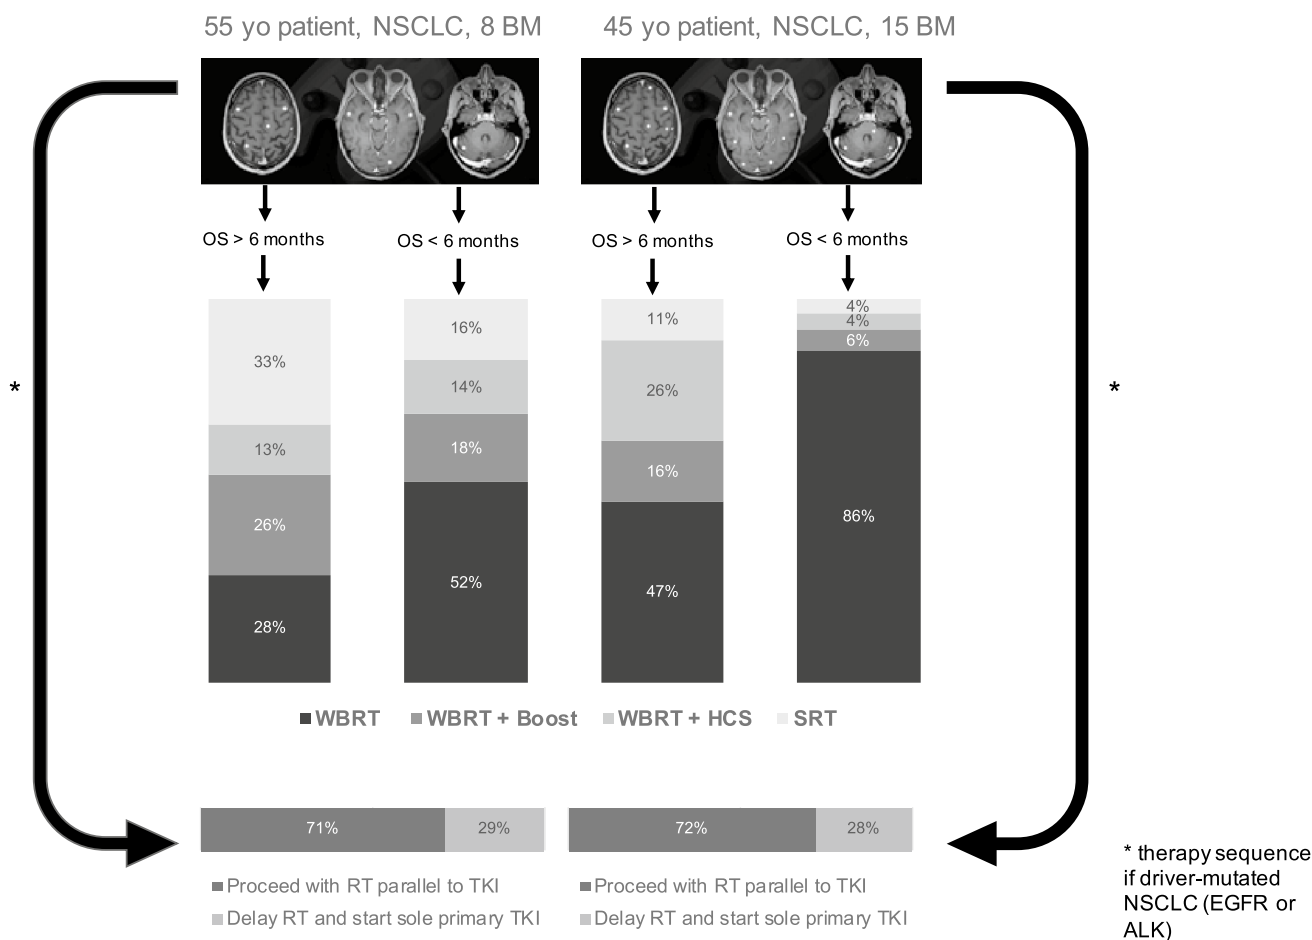 55 yo patient, NSCLC, 8 BM
45 yo patient, NSCLC, 15 BM
OS > 6 months
OS < 6 months
OS > 6 months
OS < 6 months
33%
13%
26%
28%
16%
14%
18%
52%
11%
26%
16%
47%
4%
4%
6%
86%
*
*
WBRT
WBRT + Boost
WBRT + HCS
SRT
71%
29%
72%
28%
Proceed with RT parallel to TKI
Delay RT and start sole primary TKI
Proceed with RT parallel to TKI
Delay RT and start sole primary TKI
* therapy sequence
if driver-mutated
NSCLC (EGFR or
ALK)